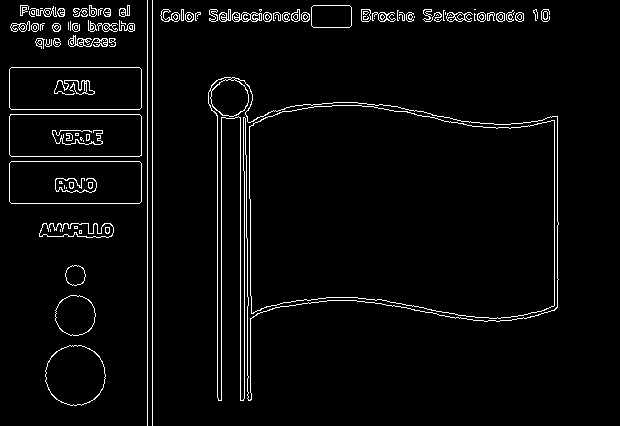 Parate sobre el
color o la brocha
que desees
Color Seleccionado
Brocha Seleccionada 10
AZUL
VERDE
ROJO
AMARILLO